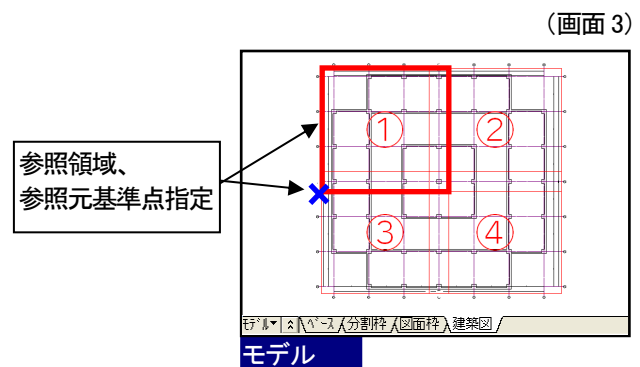 （画面 3）
① ②
参照領域、
参照元基準点指定
③ ④
ﾓﾃﾞﾙ▼ ベース 分割枠 図面枠 建築図
モデル